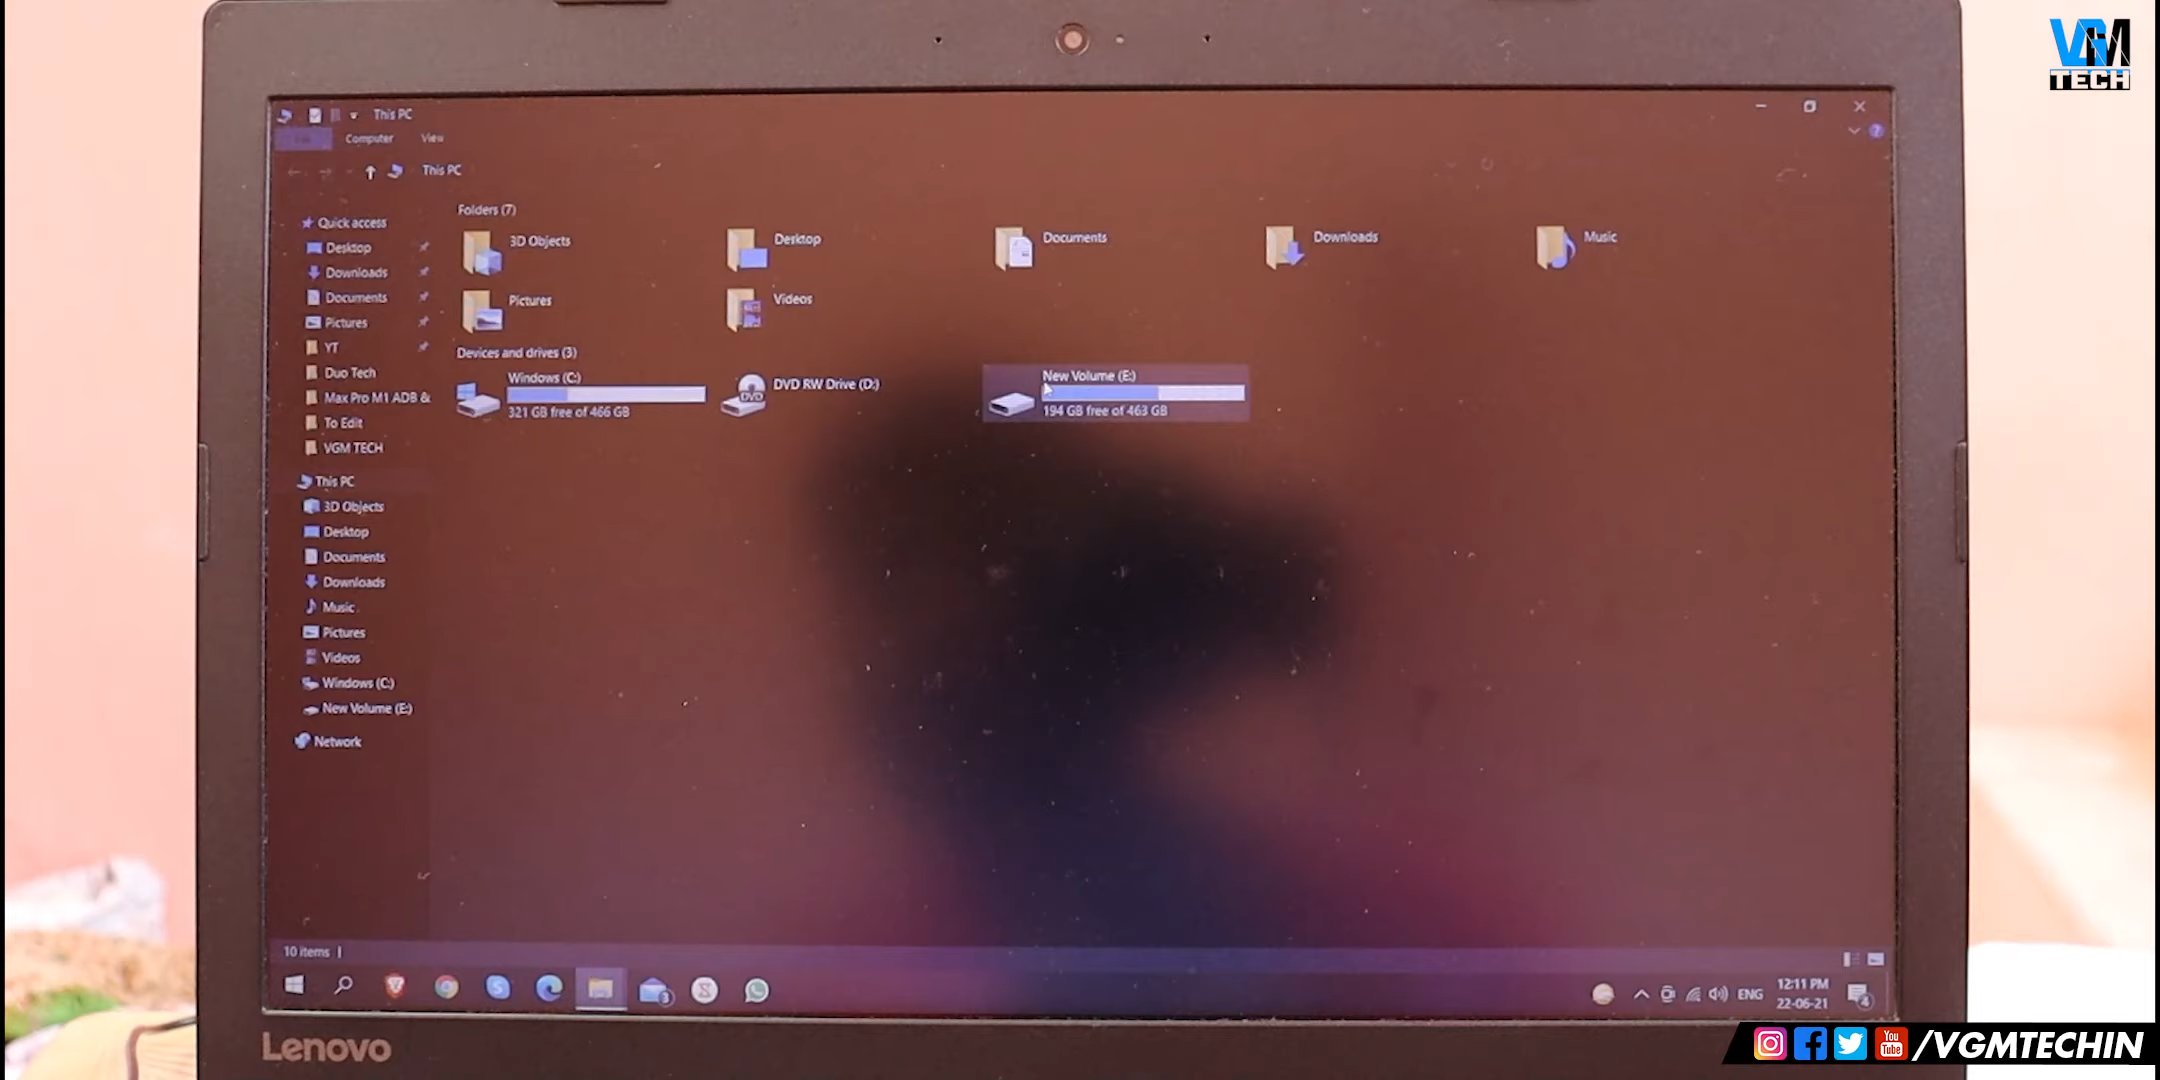 VGM
TECH
This PC
Computer
View
This PC
Quick access
Desktop
Downloads
Documents
Pictures
YT
Duo Tech
Max Pro M1 ADB &
To Edit
VGM TECH
This PC
3D Objects
Desktop
Documents
Downloads
Music
Pictures
Videos
Windows (C:)
New Volume (E:)
Network
Folders (7)
3D Objects
Desktop
Documents
Downloads
Music
Pictures
Videos
Devices and drives (3)
Windows (C:)
321 GB free of 466 GB
DVD
DVD RW Drive (D:)
New Volume (E:)
194 GB free of 463 GB
10 items
3
ENG
12:11 PM
22-06-21
4
Lenovo
You
Tube
/VGMTECHIN